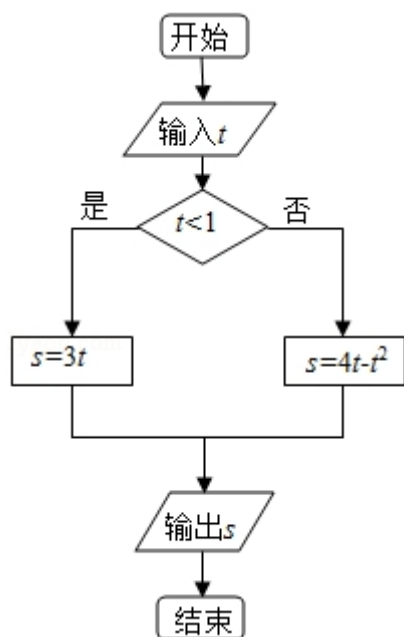 开始
输入t
是
t<1
否
s=3t
s=4t-t²
输出s
结束